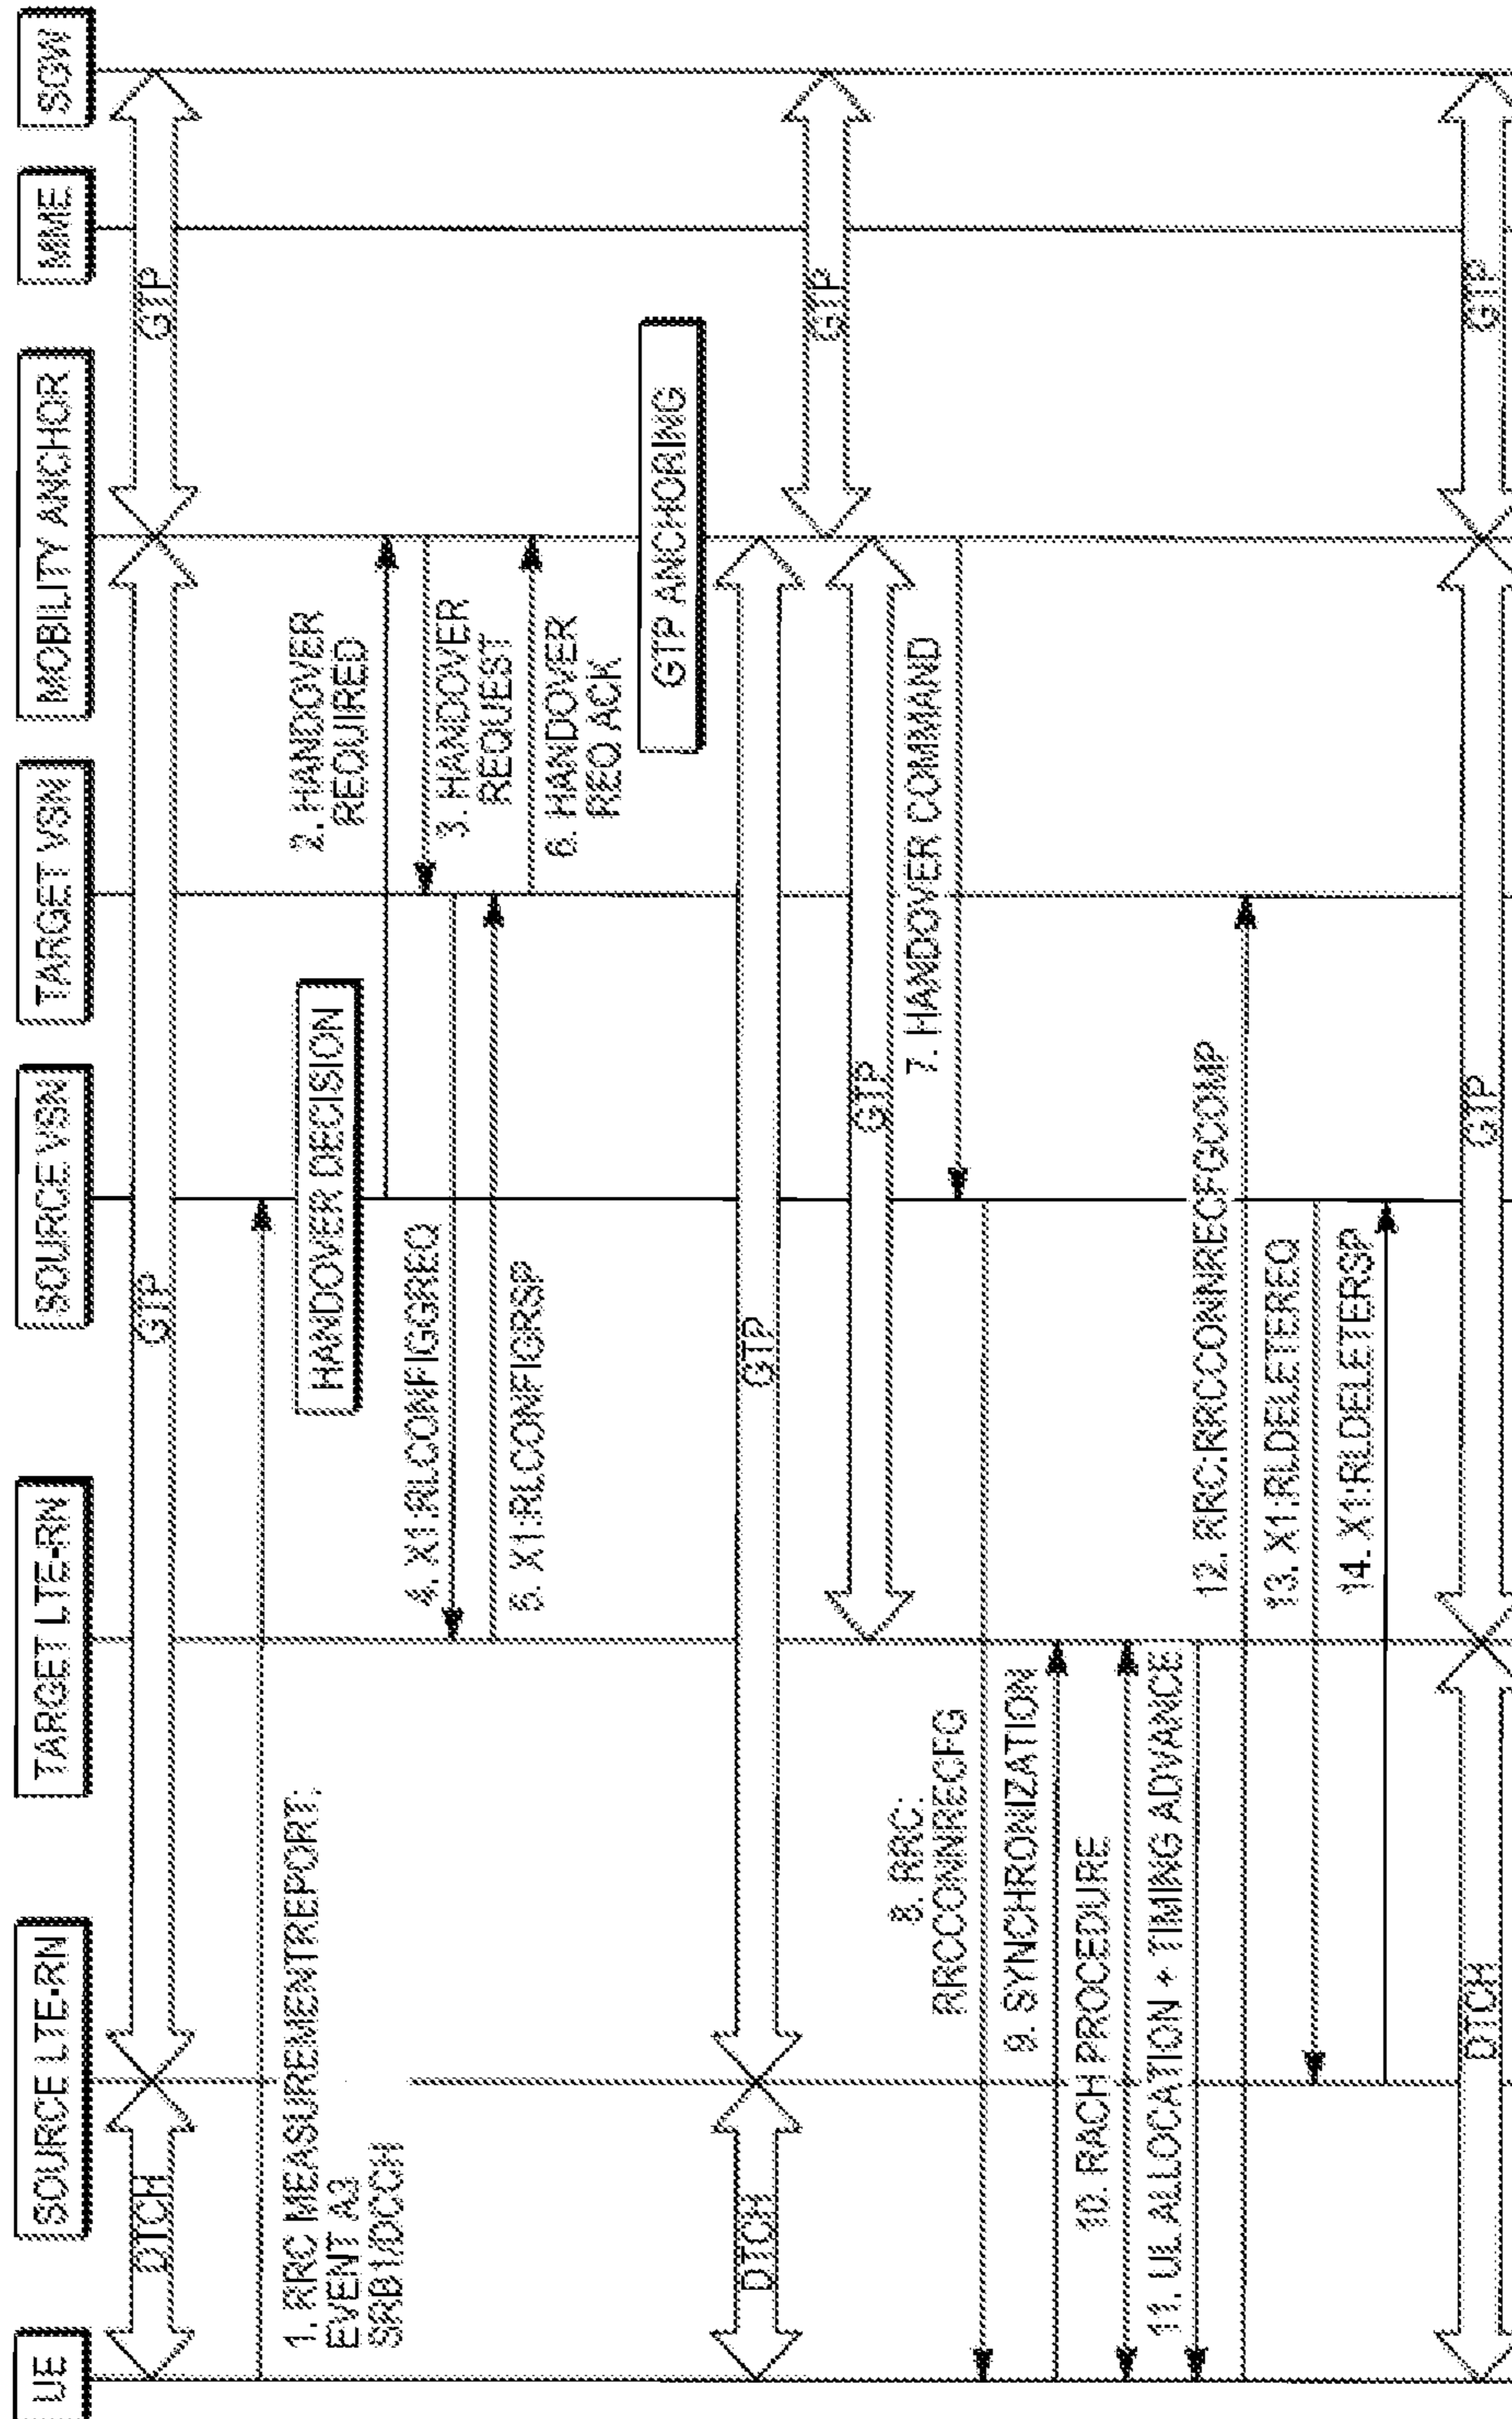 UE
SOURCE LTE-RN
TARGET LTE-RN
SOURCE VSN
TARGET VSN
MOBILITY ANCHOR
MME
SGW
DTCH
GTP
GTP
1. RRC MEASUREMENTREPORT:
EVENT A3
SRB1/DCCH
HANDOVER DECISION
2. HANDOVER
REQUIRED
3. HANDOVER
REQUEST
4. X1:RLCONFIGGREQ
5. X1:RLCONFIGRSP
6. HANDOVER
REQ ACK
GTP ANCHORING
DTCH
GTP
GTP
GTP
7. HANDOVER COMMAND
8. RRC:
RRCCONNRECFG
9. SYNCHRONIZATION
10. RACH PROCEDURE
11. UL ALLOCATION + TIMING ADVANCE
12. RRC:RRCCONNRECFGCOMP
13. X1:RLDELETEREQ
14. X1:RLDELETERSP
DTCH
GTP
GTP